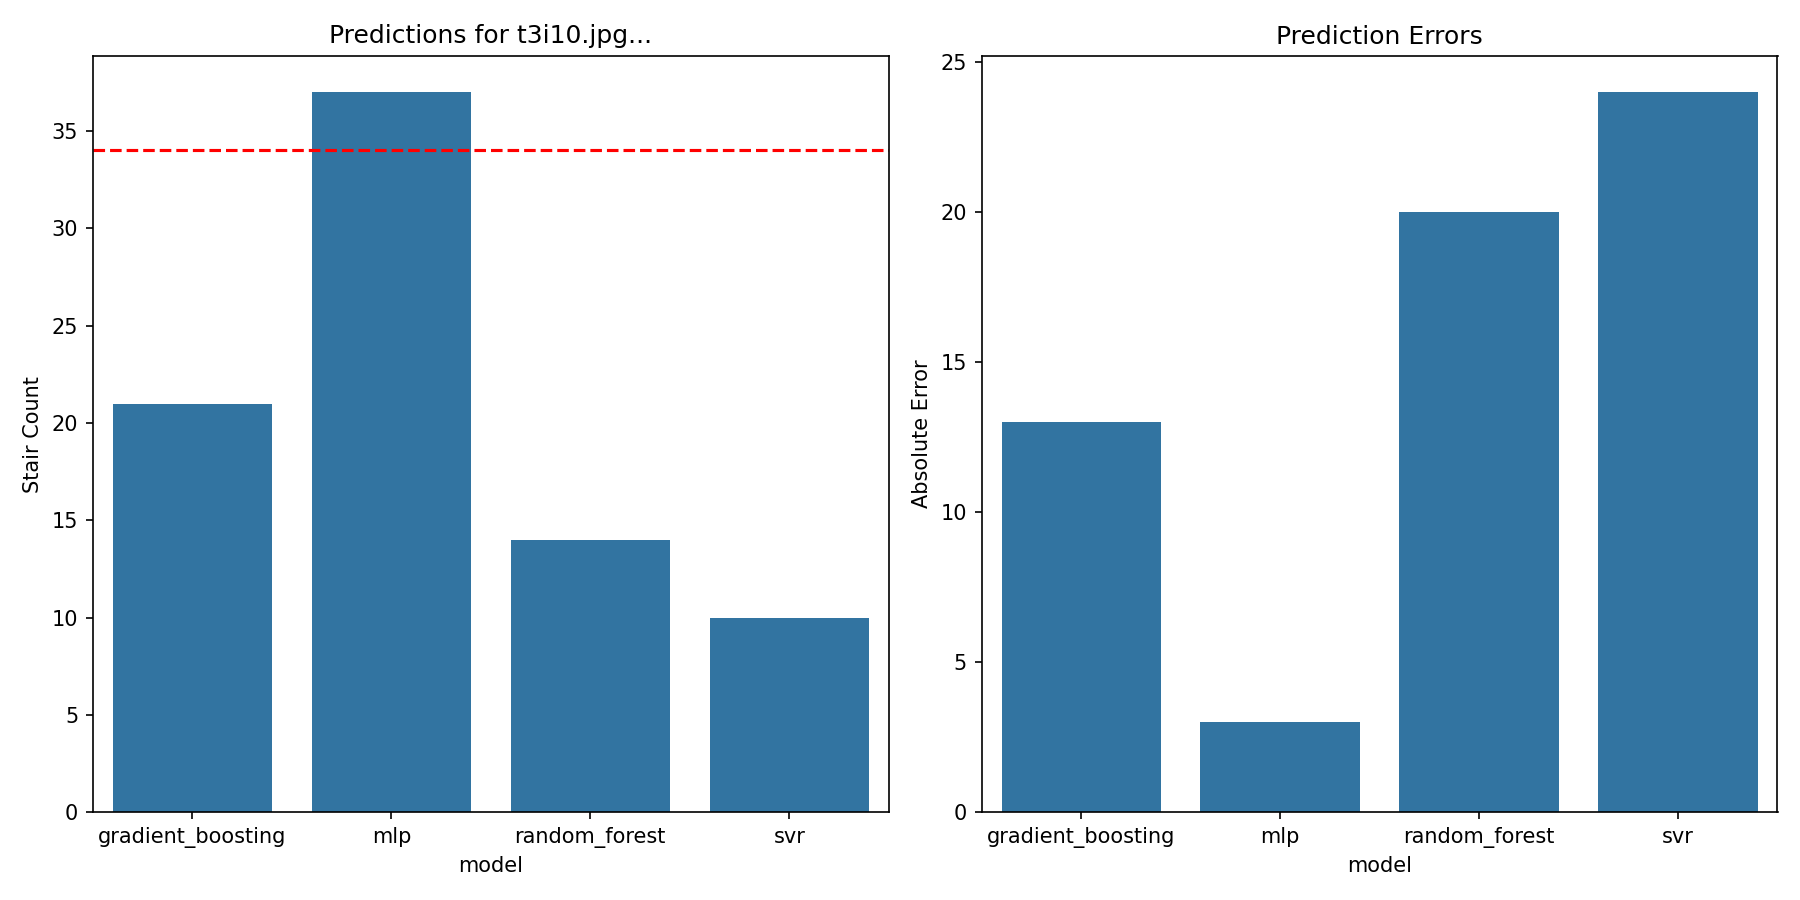 Predictions for t3i10.jpg...
Stair Count
35
30
25
20
15
10
5
0
gradient_boosting mlp random_forest svr
model
Prediction Errors
Absolute Error
25
20
15
10
5
0
gradient_boosting mlp random_forest svr
model